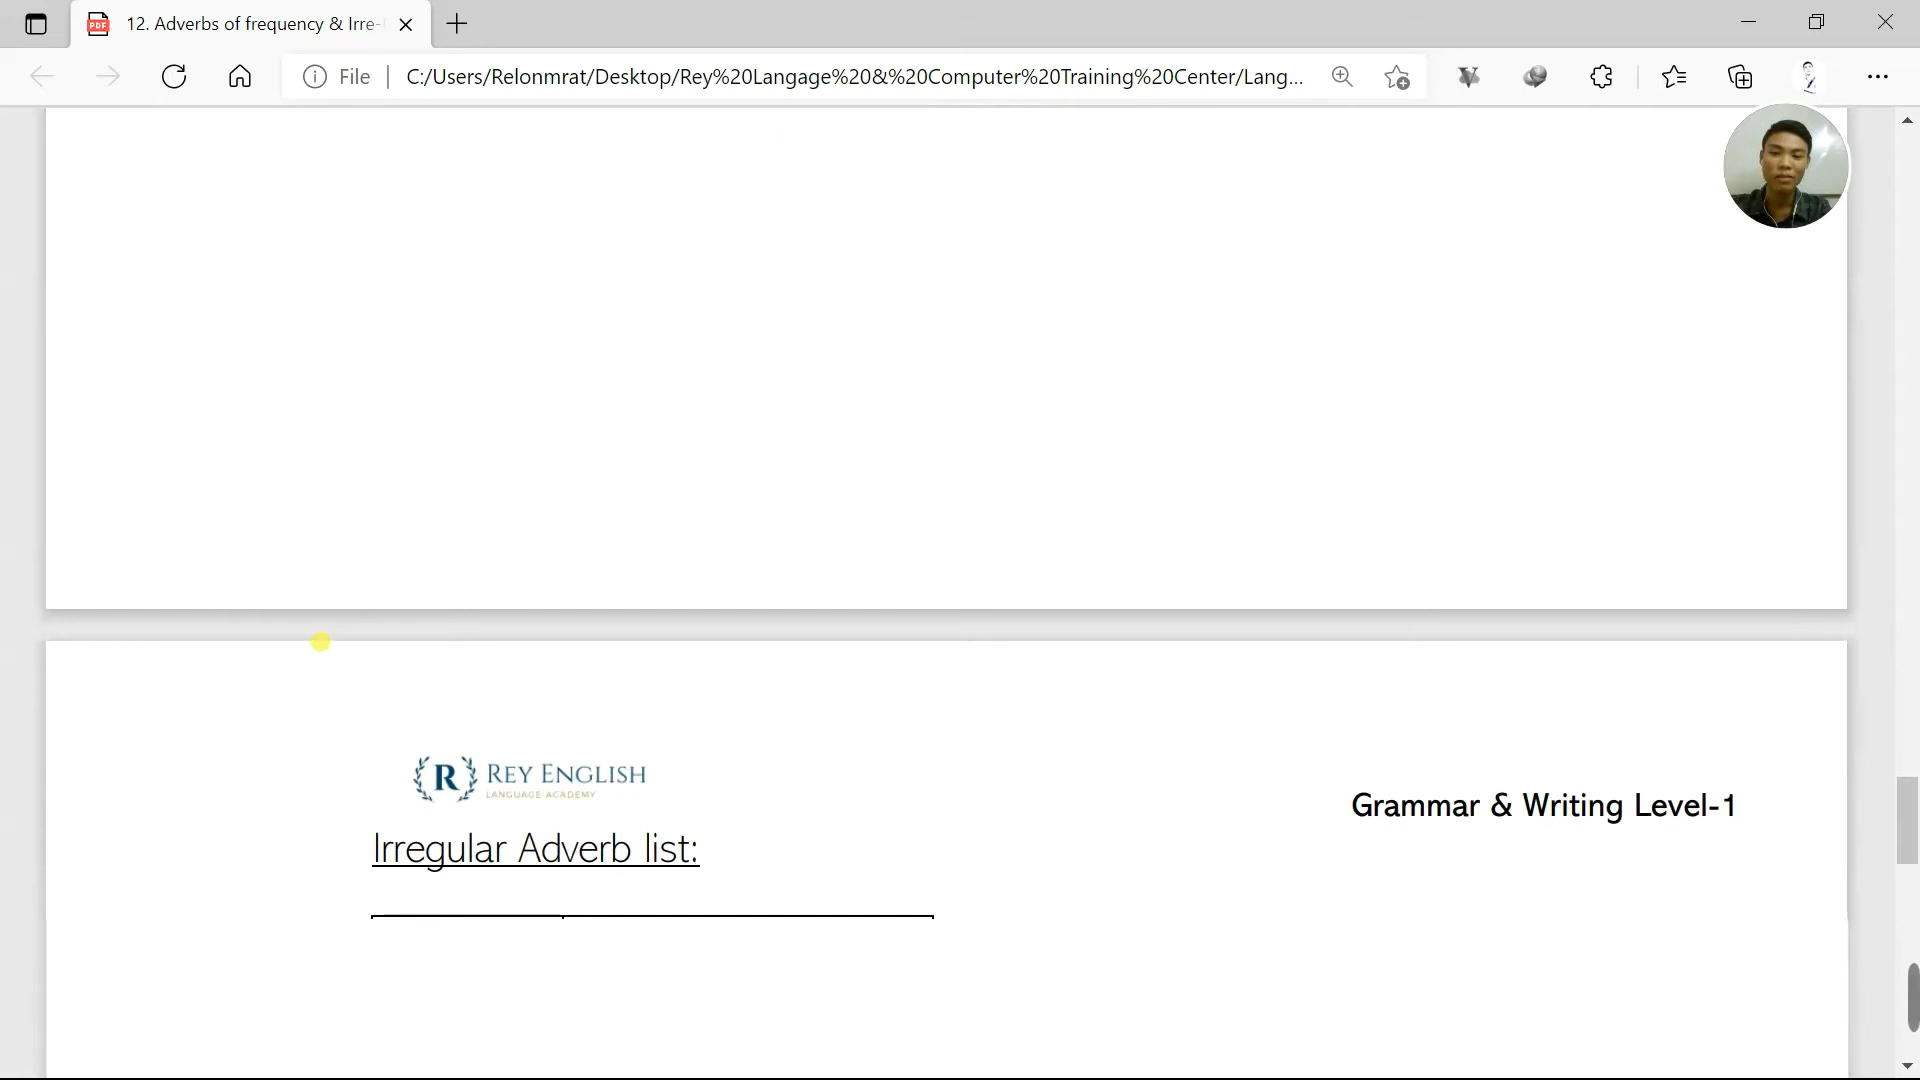 12. Adverbs of frequency & Irre-
File
C:/Users/Relonmrat/Desktop/Rey%20Langage%20&%20Computer%20Training%20Center/Lang...
R REY ENGLISH
LANGUAGE ACADEMY
Grammar & Writing Level-1
Irregular Adverb list: